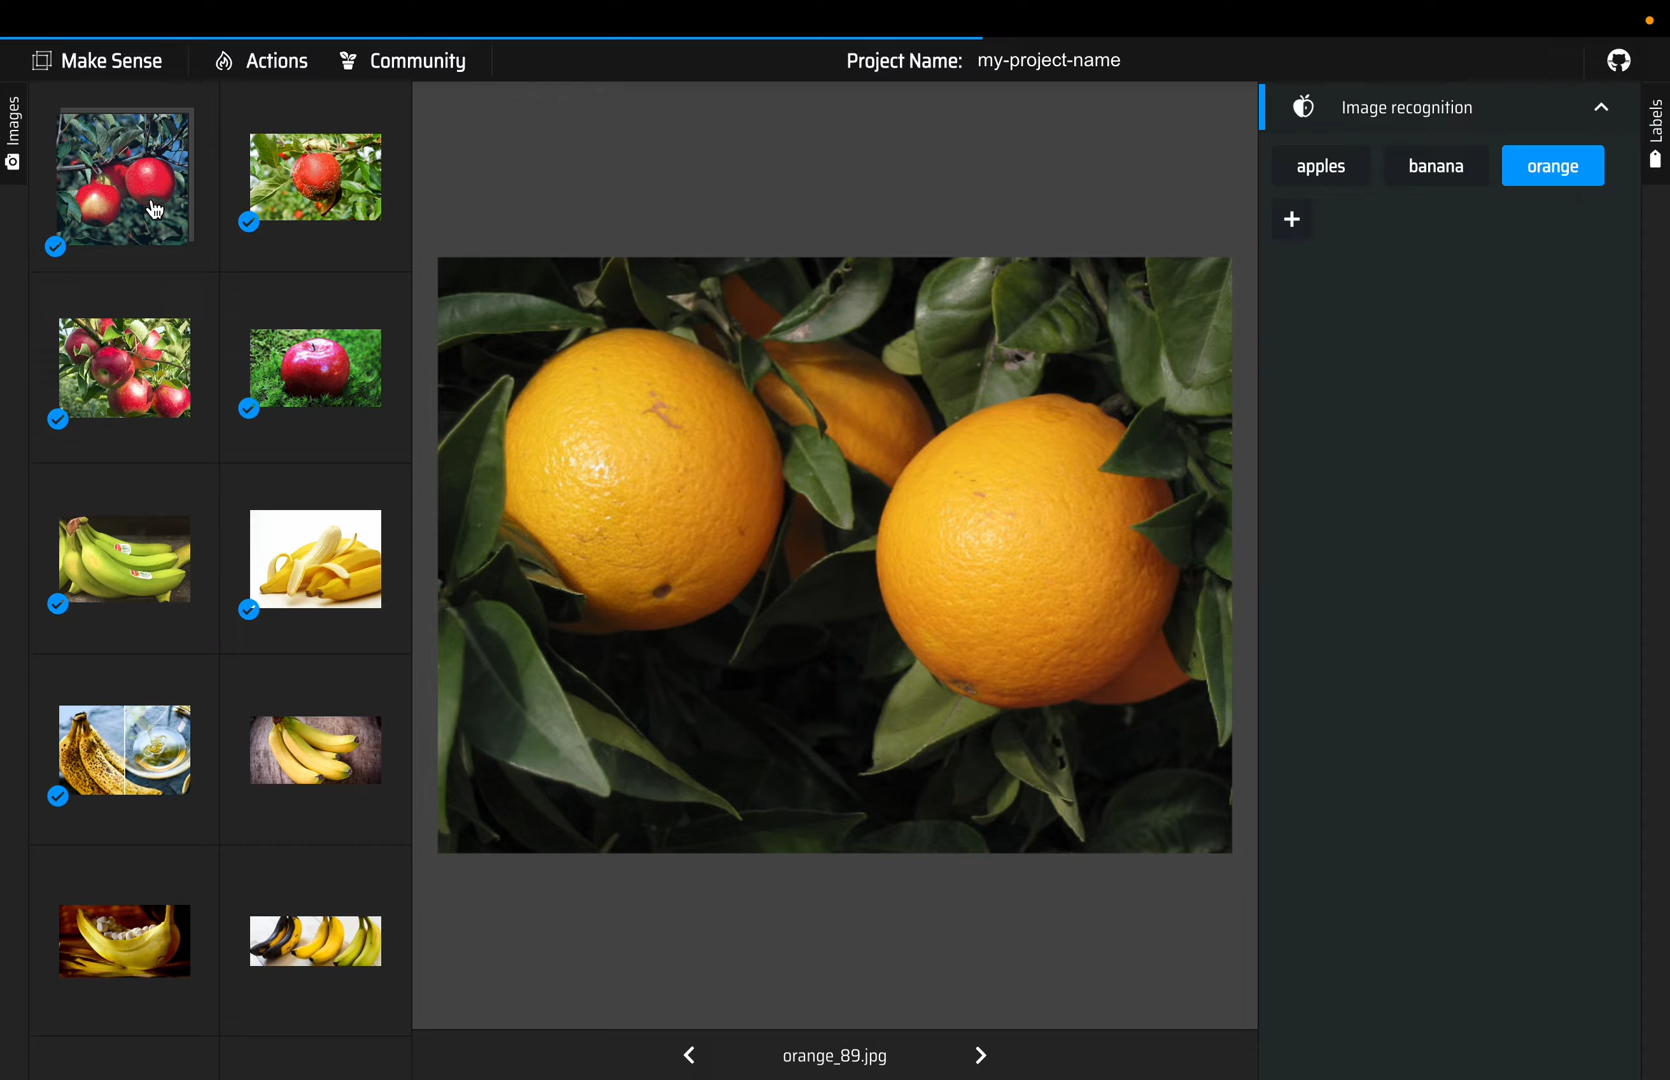 Make Sense
Actions
Community
Project Name: my-project-name
Images
Image recognition
apples
banana
orange
+
Labels
orange_89.jpg